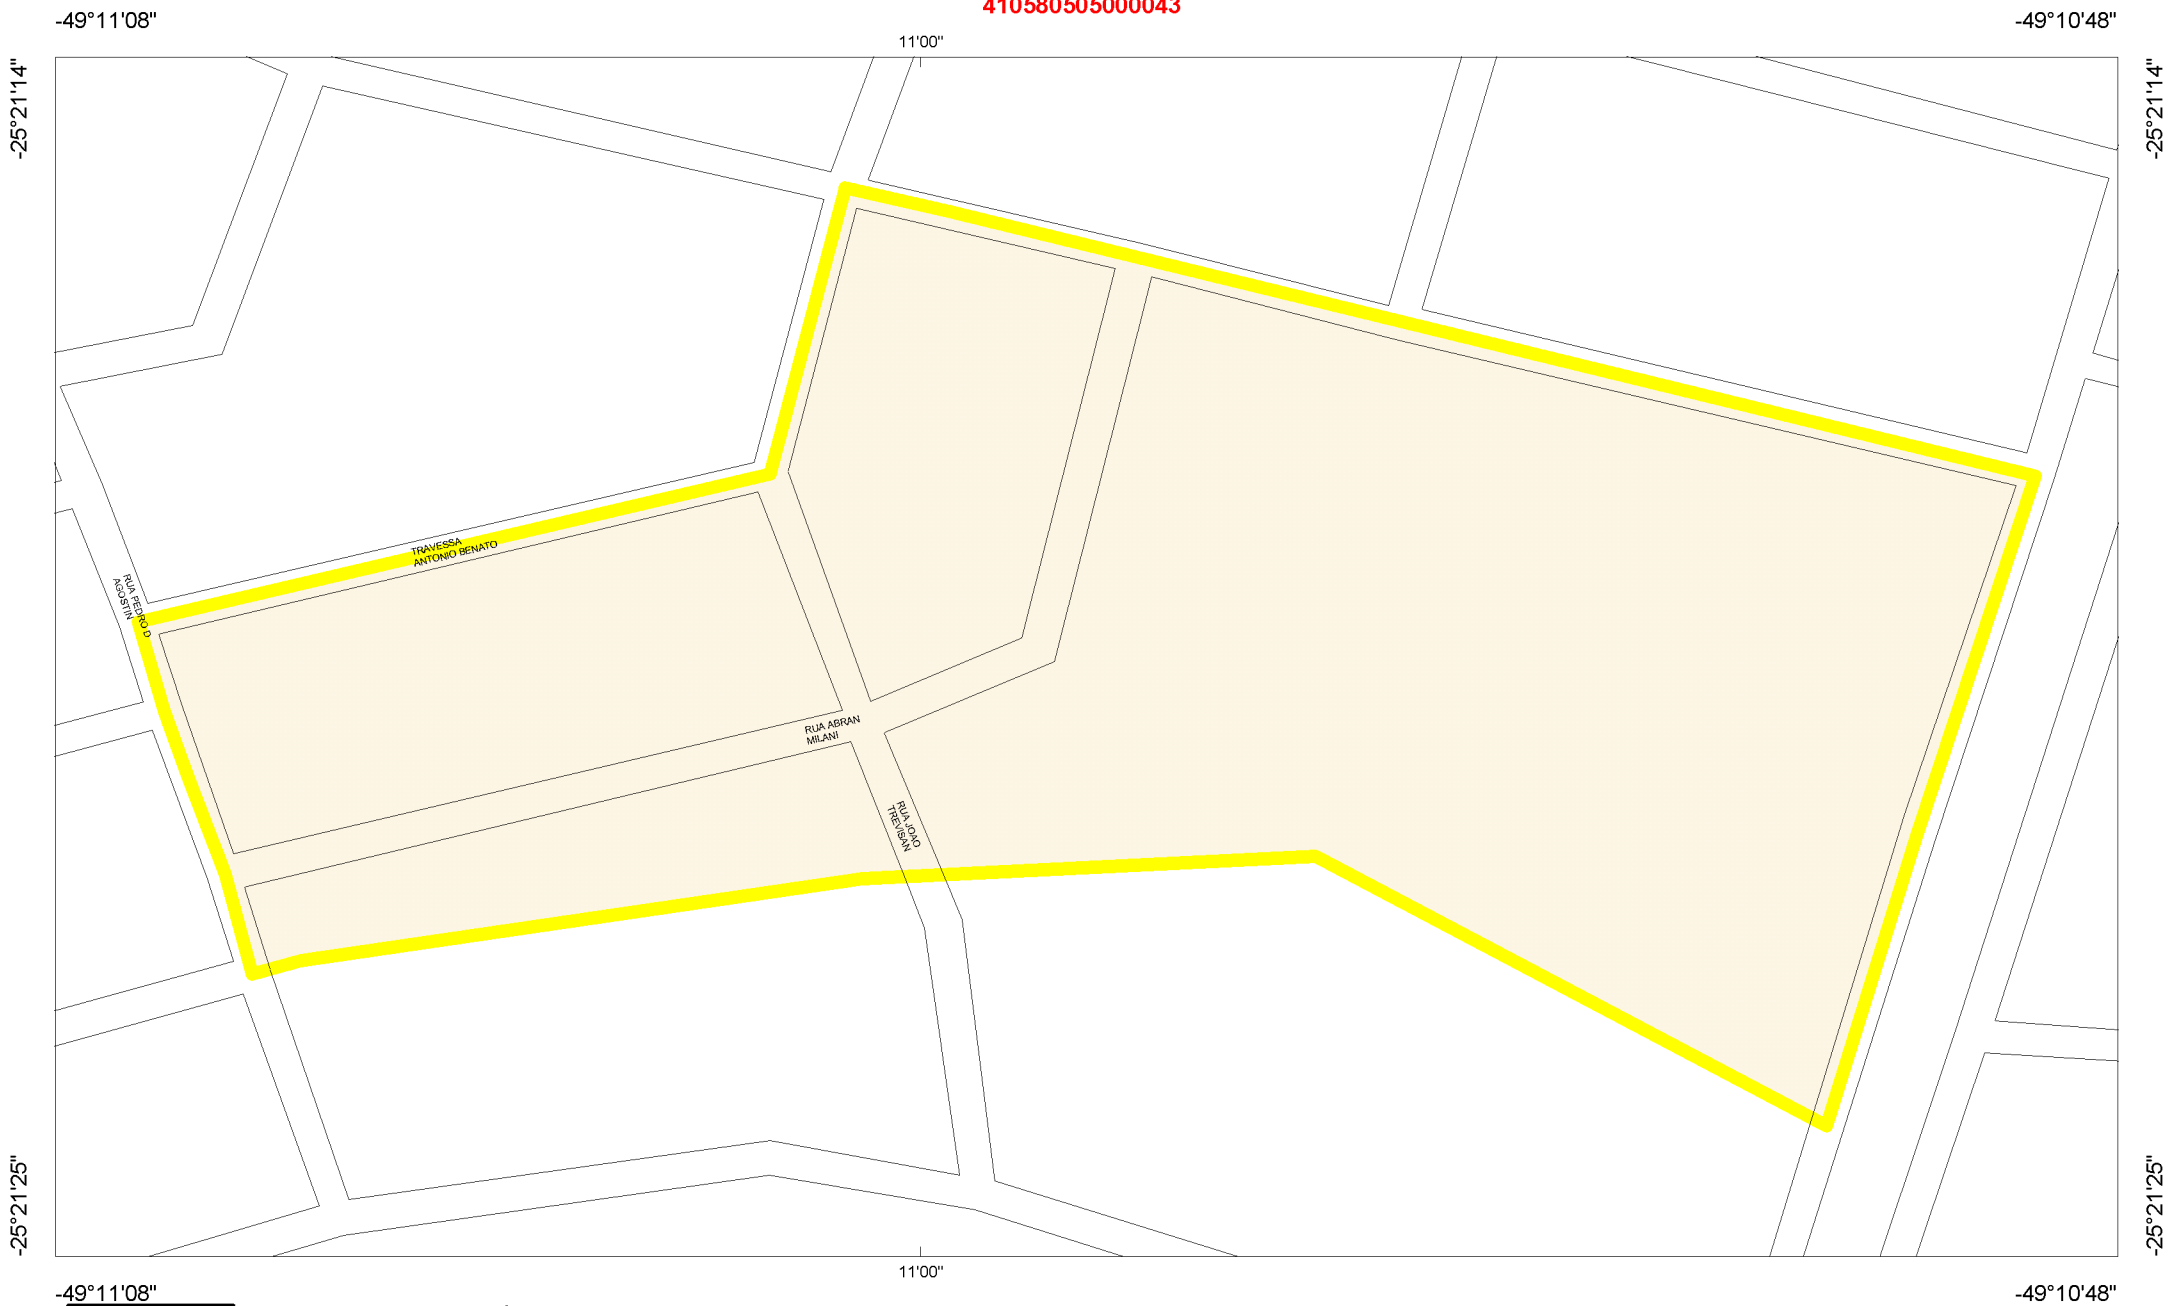 410580505000043
-49°11'08"
-49°10'48"
11'00"
-25°21'14"
-25°21'14"
TRAVESSA
ANTONIO BENATO
RUA PEDRO D
AGOSTIN
RUA ABRAN
MILANI
RUA JOAO
TREVISAN
-25°21'25"
-25°21'25"
11'00"
-49°11'08"
-49°10'48"